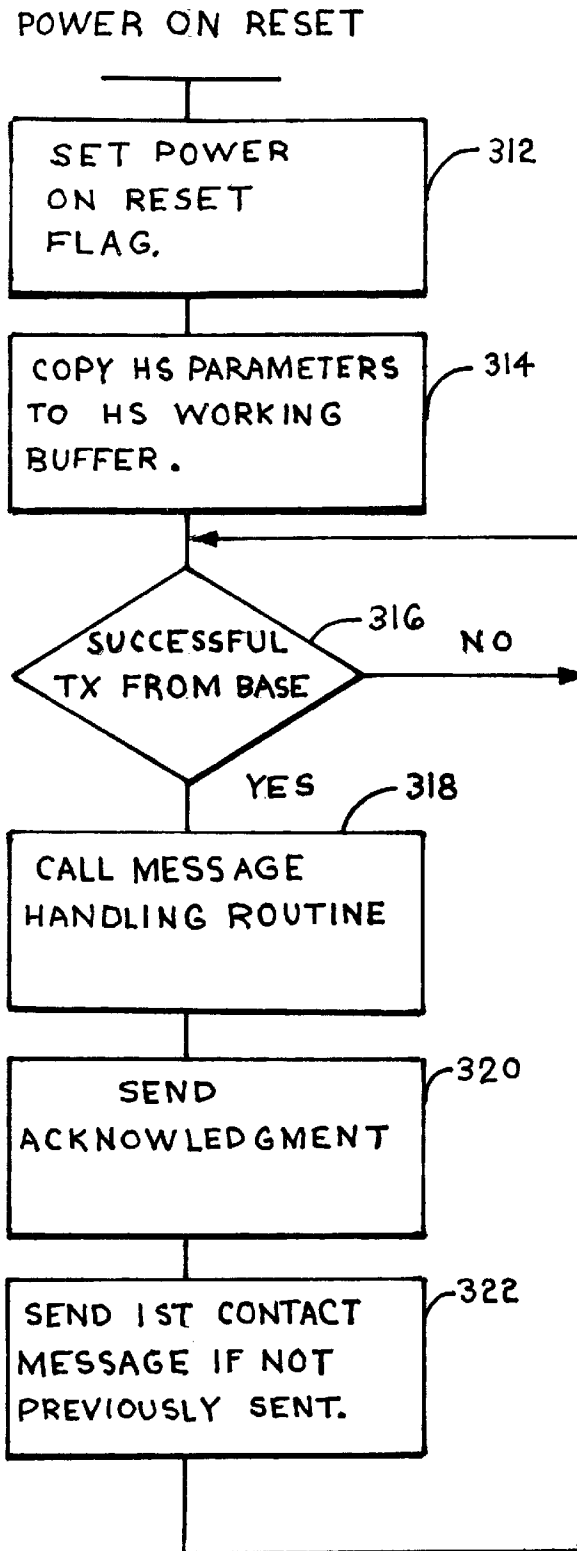 POWER ON RESET
SET POWER
ON RESET
FLAG.
312
COPY HS PARAMETERS
TO HS WORKING
BUFFER.
314
SUCCESSFUL
TX FROM BASE
316
NO
YES
318
CALL MESSAGE
HANDLING ROUTINE
320
SEND
ACKNOWLEDGMENT
322
SEND 1ST CONTACT
MESSAGE IF NOT
PREVIOUSLY SENT.